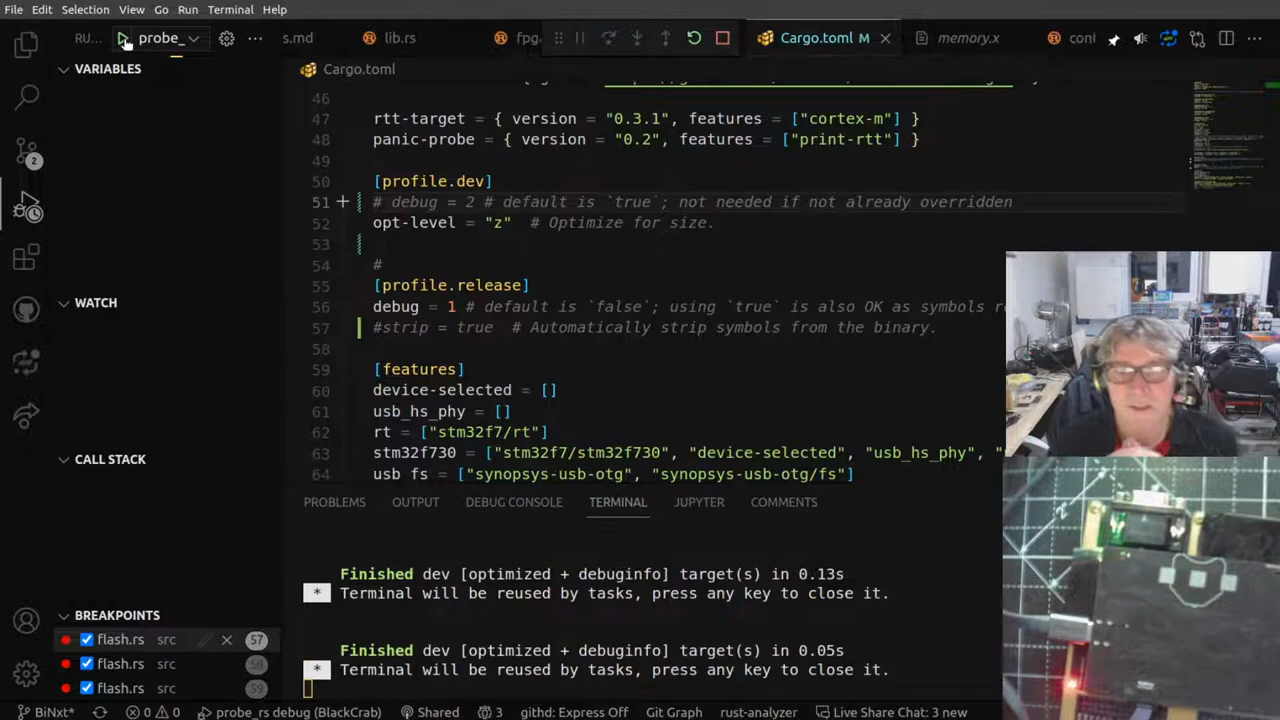 File Edit Selection View Go Run Terminal Help
RU... probe_ s.md lib.rs fpg Cargo.toml M memory.x conf
VARIABLES
Cargo.toml
46
47 rtt-target = { version = "0.3.1", features = ["cortex-m"] }
48 panic-probe = { version = "0.2", features = ["print-rtt"] }
49
50 [profile.dev]
51 # debug = 2 # default is `true`; not needed if not already overridden
52 opt-level = "z" # Optimize for size.
53
54 #
55 [profile.release]
56 debug = 1 # default is `false`; using `true` is also OK as symbols r
57 #strip = true # Automatically strip symbols from the binary.
58
59 [features]
60 device-selected = []
61 usb_hs_phy = []
62 rt = ["stm32f7/rt"]
63 stm32f730 = ["stm32f7/stm32f730", "device-selected", "usb_hs_phy", "
64 usb fs = ["synopsys-usb-otg", "synopsys-usb-otg/fs"]
2
WATCH
CALL STACK
PROBLEMS OUTPUT DEBUG CONSOLE TERMINAL JUPYTER COMMENTS
Finished dev [optimized + debuginfo] target(s) in 0.13s
* Terminal will be reused by tasks, press any key to close it.
Finished dev [optimized + debuginfo] target(s) in 0.05s
* Terminal will be reused by tasks, press any key to close it.
BREAKPOINTS
flash.rs src 57
flash.rs src 58
flash.rs src 59
BiNxt* 0 0 probe_rs debug (BlackCrab) Shared 3 githd: Express Off Git Graph rust-analyzer Live Share Chat: 3 new